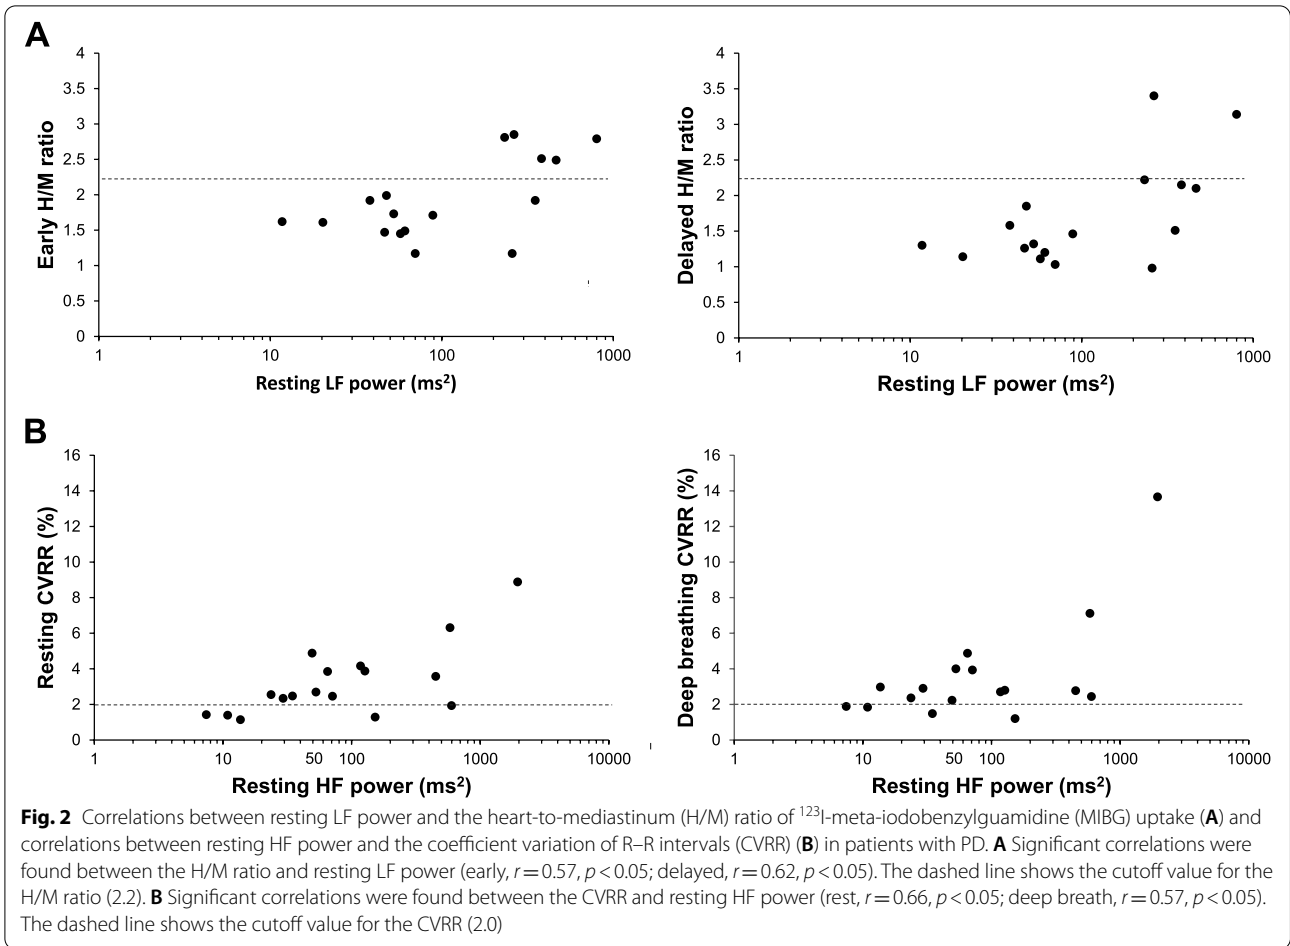 A
4
3.5
3
2.5
2
1.5
1
0.5
0
Early H/M ratio
1 10 100 1000
Resting LF power (ms²)
4
3.5
3
2.5
2
1.5
1
0.5
0
Delayed H/M ratio
1 10 100 1000
Resting LF power (ms²)
B
16
14
12
10
8
6
4
2
0
Resting CVRR (%)
1 10 50 100 1000 10000
Resting HF power (ms²)
16
14
12
10
8
6
4
2
0
Deep breathing CVRR (%)
1 10 50 100 1000 10000
Resting HF power (ms²)
Fig. 2 Correlations between resting LF power and the heart-to-mediastinum (H/M) ratio of ¹²³I-meta-iodobenzylguamidine (MIBG) uptake (A) and
correlations between resting HF power and the coefficient variation of R–R intervals (CVRR) (B) in patients with PD. A Significant correlations were
found between the H/M ratio and resting LF power (early, r = 0.57, p < 0.05; delayed, r = 0.62, p < 0.05). The dashed line shows the cutoff value for the
H/M ratio (2.2). B Significant correlations were found between the CVRR and resting HF power (rest, r = 0.66, p < 0.05; deep breath, r = 0.57, p < 0.05).
The dashed line shows the cutoff value for the CVRR (2.0)